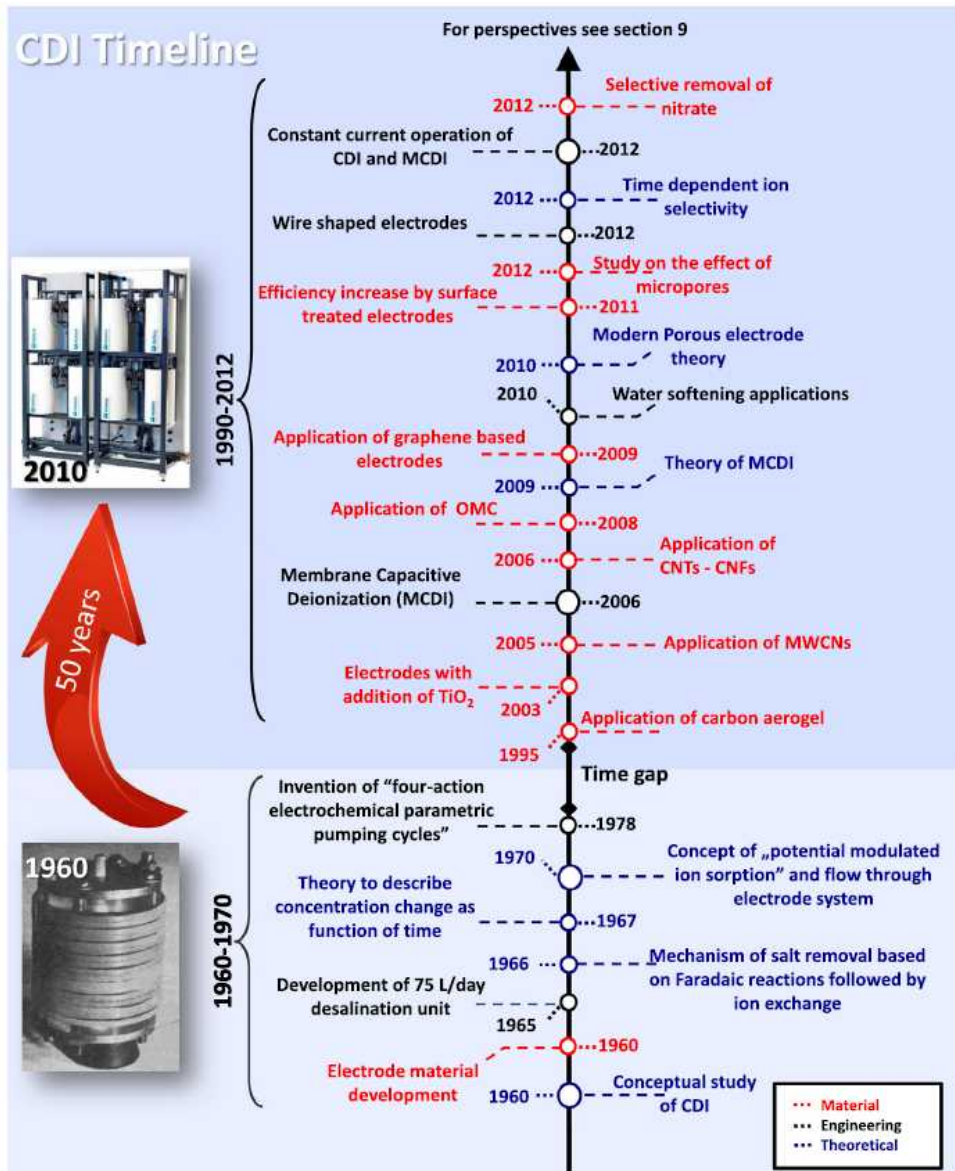 For perspectives see section 9
CDI Timeline
Selective removal of
nitrate
2012
Constant current operation of
CDI and MCDI
2012
Time dependent ion
selectivity
2012
Wire shaped electrodes
2012
Study on the effect of
micropores
2012
Efficiency increase by surface
treated electrodes
2011
Modern Porous electrode
theory
2010
2010
Water softening applications
Application of graphene based
electrodes
2009
Theory of MCDI
2009
Application of OMC
2008
Application of
CNTs - CNFs
2006
Membrane Capacitive
Deionization (MCDI)
2006
2005
Application of MWCNs
Electrodes with
addition of TiO₂
2003
Application of carbon aerogel
1995
1990-2012
2010
50 years
Time gap
Invention of “four-action
electrochemical parametric
pumping cycles”
1978
1970
Concept of „potential modulated
ion sorption” and flow through
electrode system
Theory to describe
concentration change as
function of time
1967
1966
Mechanism of salt removal based
on Faradaic reactions followed by
ion exchange
Development of 75 L/day
desalination unit
1965
1960
Electrode material
development
1960
Conceptual study
of CDI
1960-1970
1960
Material
Engineering
Theoretical